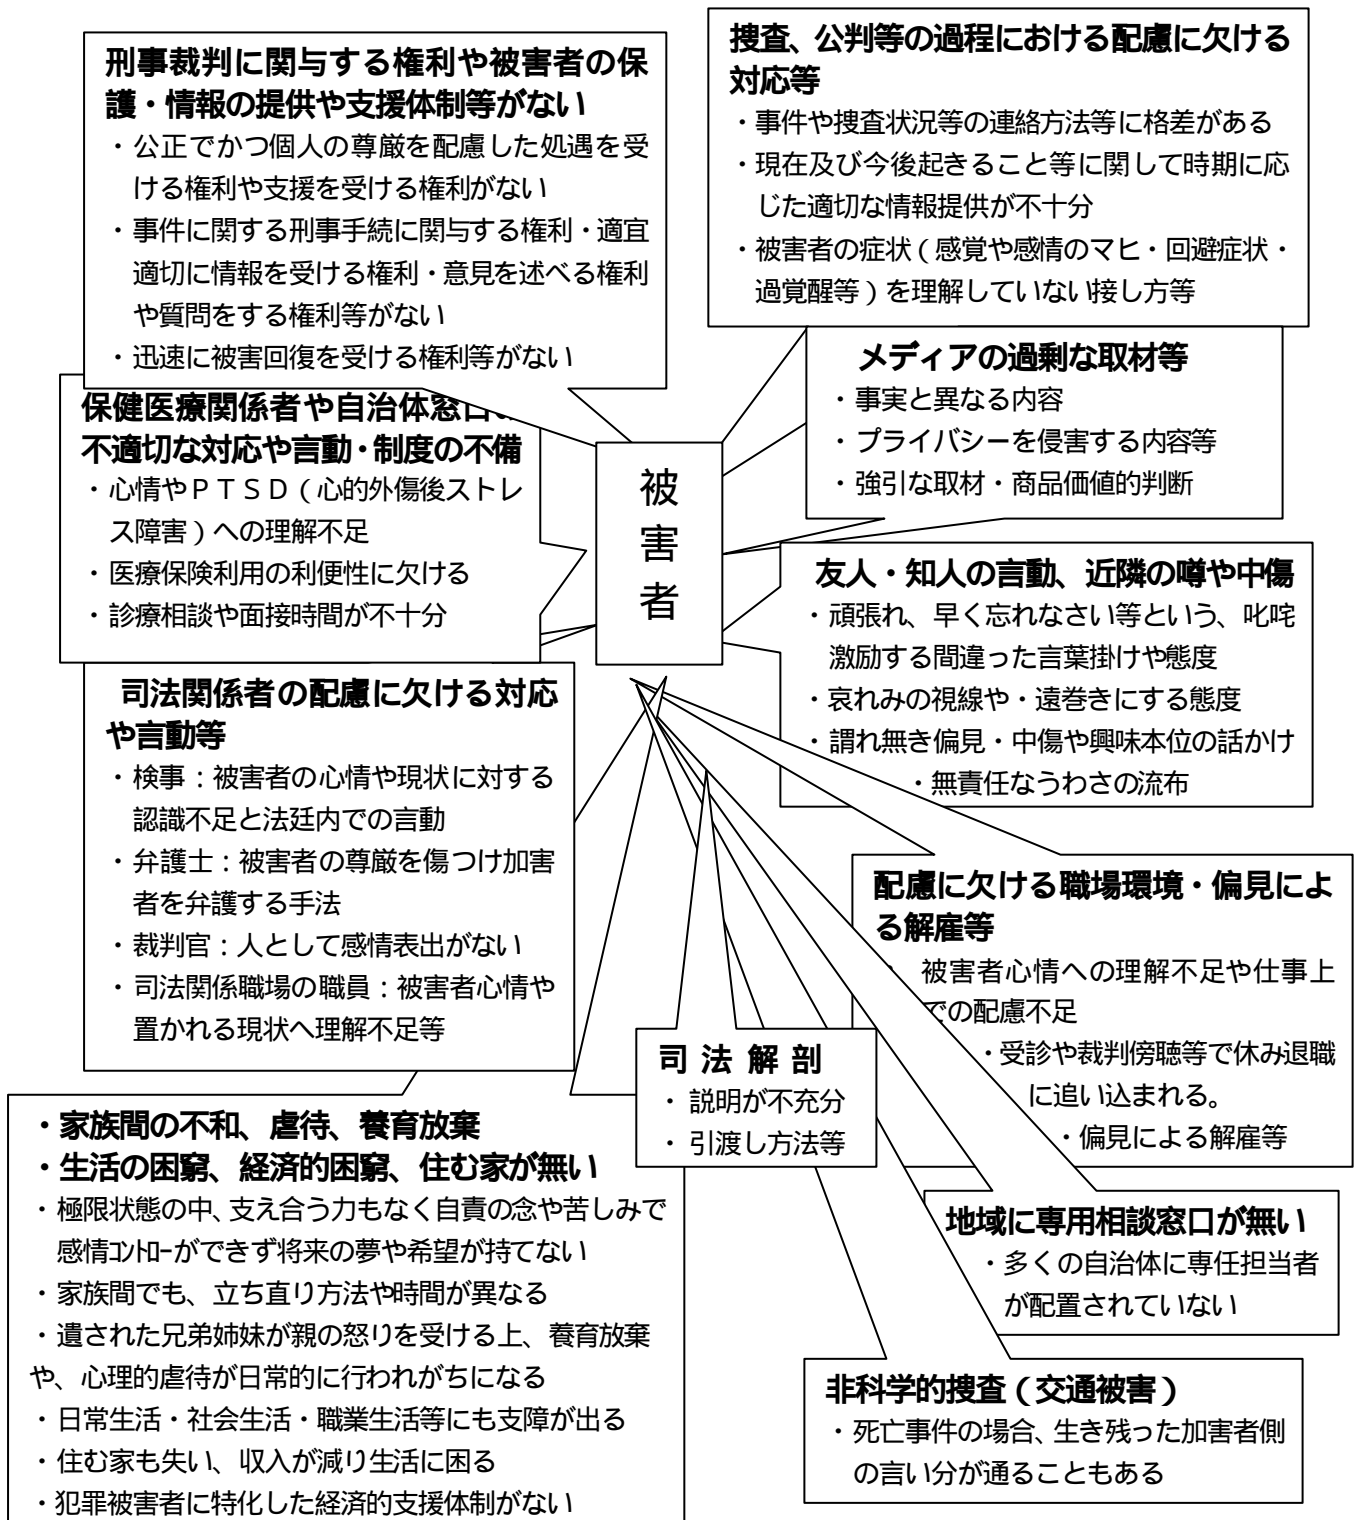 刑事裁判に関与する権利や被害者の保
護・情報の提供や支援体制等がない
・公正でかつ個人の尊厳を配慮した処遇を受
ける権利や支援を受ける権利がない
・事件に関する刑事手続に関与する権利・適宜
適切に情報を受ける権利・意見を述べる権利
や質問をする権利等がない
・迅速に被害回復を受ける権利等がない
捜査、公判等の過程における配慮に欠ける
対応等
・事件や捜査状況等の連絡方法等に格差がある
・現在及び今後起きること等に関して時期に応
じた適切な情報提供が不十分
・被害者の症状（感覚や感情のマヒ・回避症状・
過覚醒等）を理解していない接し方等
メディアの過剰な取材等
・事実と異なる内容
・プライバシーを侵害する内容等
・強引な取材・商品価値的判断
保健医療関係者や自治体窓口
不適切な対応や言動・制度の不備
・心情やＰＴＳＤ（心的外傷後ストレ
ス障害）への理解不足
・医療保険利用の利便性に欠ける
・診療相談や面接時間が不十分
被害者
友人・知人の言動、近隣の噂や中傷
・頑張れ、早く忘れなさい等という、叱咤
激励する間違った言葉掛けや態度
・哀れみの視線や・遠巻きにする態度
・謂れ無き偏見・中傷や興味本位の話かけ
・無責任なうわさの流布
司法関係者の配慮に欠ける対応
や言動等
・検事：被害者の心情や現状に対する
認識不足と法廷内での言動
・弁護士：被害者の尊厳を傷つけ加害
者を弁護する手法
・裁判官：人として感情表出がない
・司法関係職場の職員：被害者心情や
置かれる現状へ理解不足等
配慮に欠ける職場環境・偏見によ
る解雇等
被害者心情への理解不足や仕事上
での配慮不足
・受診や裁判傍聴等で休み退職
に追い込まれる。
・偏見による解雇等
司法解剖
・説明が不充分
・引渡し方法等
・家族間の不和、虐待、養育放棄
・生活の困窮、経済的困窮、住む家が無い
・極限状態の中、支え合う力もなく自責の念や苦しみで
感情ｺﾝﾄﾛｰができず将来の夢や希望が持てない
・家族間でも、立ち直り方法や時間が異なる
・遺された兄弟姉妹が親の怒りを受ける上、養育放棄
や、心理的虐待が日常的に行われがちになる
・日常生活・社会生活・職業生活等にも支障が出る
・住む家も失い、収入が減り生活に困る
・犯罪被害者に特化した経済的支援体制がない
地域に専用相談窓口が無い
・多くの自治体に専任担当者
が配置されていない
非科学的捜査（交通被害）
・死亡事件の場合、生き残った加害者側
の言い分が通ることもある